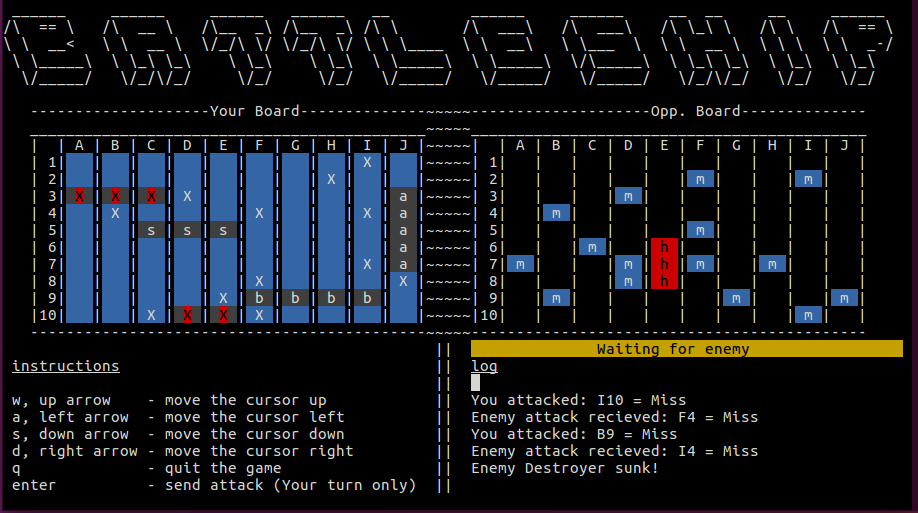 BATTLESHIP
Your Board Opp. Board
A B C D E F G H I J A B C D E F G H I J
1 X 1
2 X 2 m m
3 X X X X a 3 m
4 X X X a 4 m
5 s s s a 5 m
6 a 6 m h
7 X a 7 m m h m m
8 X X 8 m h
9 X b b b b 9 m m m
10 X X X X 10 m
Waiting for enemy
instructions
w, up arrow - move the cursor up
a, left arrow - move the cursor left
s, down arrow - move the cursor down
d, right arrow - move the cursor right
q - quit the game
enter - send attack (Your turn only)
log
You attacked: I10 = Miss
Enemy attack recieved: F4 = Miss
You attacked: B9 = Miss
Enemy attack recieved: I4 = Miss
Enemy Destroyer sunk!